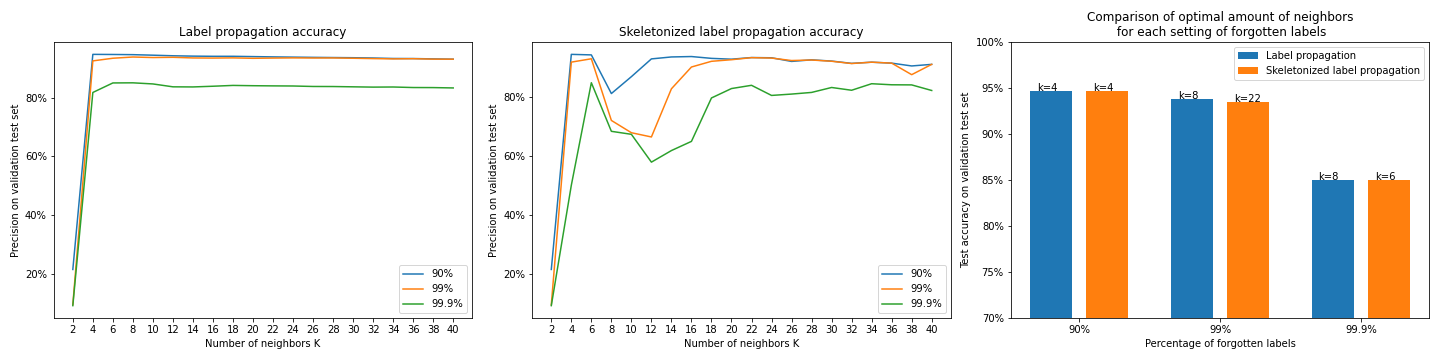 Label propagation accuracy
Precision on validation test set
80%
60%
40%
20%
2 4 6 8 10 12 14 16 18 20 22 24 26 28 30 32 34 36 38 40
Number of neighbors K
90%
99%
99.9%
Skeletonized label propagation accuracy
Precision on validation test set
80%
60%
40%
20%
2 4 6 8 10 12 14 16 18 20 22 24 26 28 30 32 34 36 38 40
Number of neighbors K
90%
99%
99.9%
Comparison of optimal amount of neighbors
for each setting of forgotten labels
Test accuracy on validation test set
100%
95%
90%
85%
80%
75%
70%
Label propagation
Skeletonized label propagation
k=4 k=4 k=8 k=22 k=8 k=6
90% 99% 99.9%
Percentage of forgotten labels